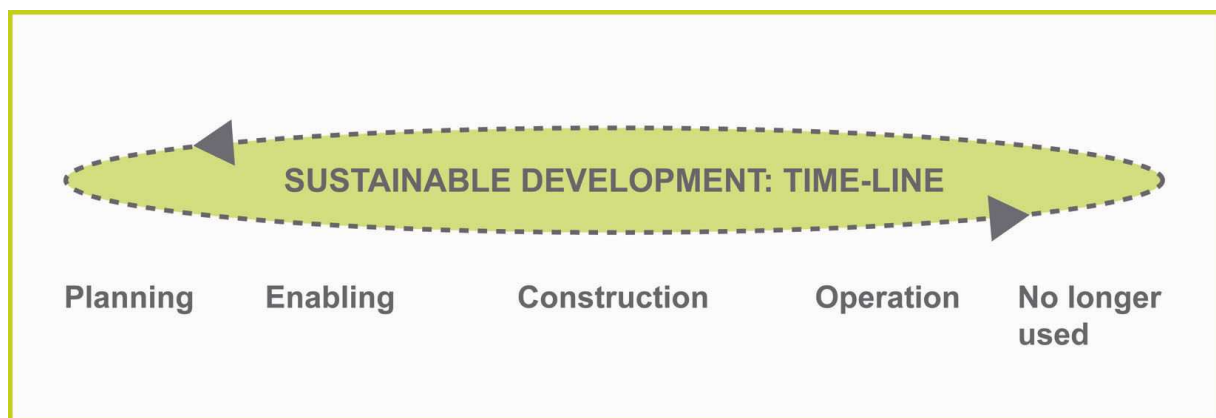 SUSTAINABLE DEVELOPMENT: TIME-LINE
Planning Enabling Construction Operation No longer
used